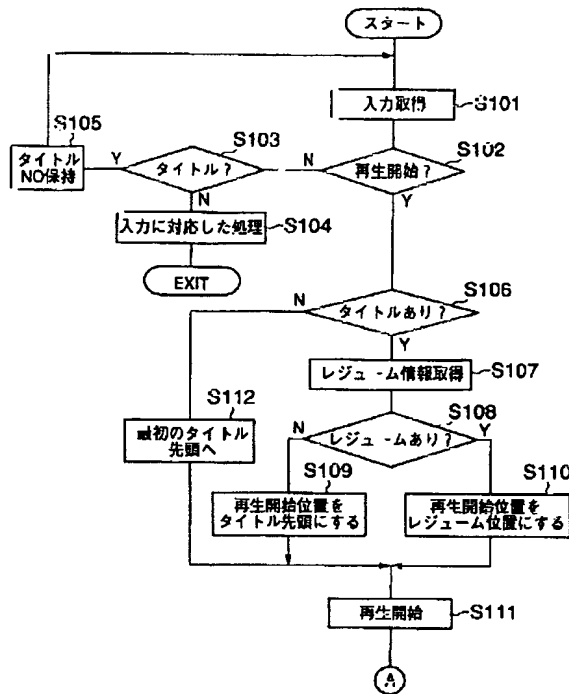 スタート
入力取得
S101
S105
S103
S102
タイトル
NO保持
Y
タイトル?
N
再生開始?
N
Y
入力に対応した処理
S104
EXIT
N
S106
タイトルあり?
Y
レジューム情報取得
S107
S112
S108
最初のタイトル
先頭へ
N
レジュームあり?
Y
S109
S110
再生開始位置を
タイトル先頭にする
再生開始位置を
レジューム位置にする
再生開始
S111
A